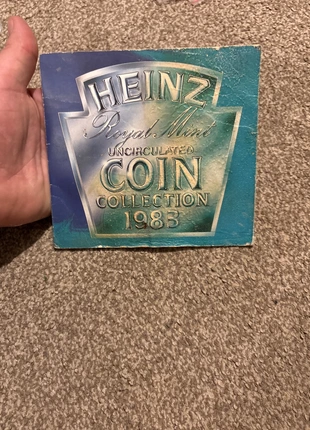 HEINZ
Royal Mint
UNCIRCULATED
COIN
COLLECTION
1983